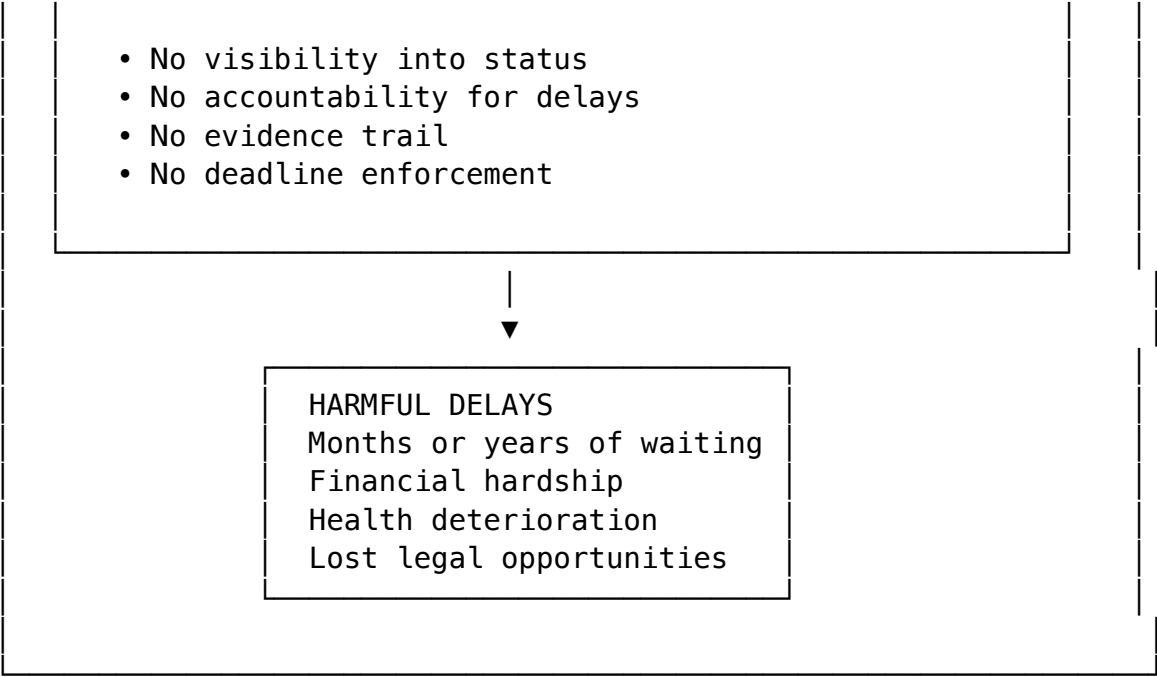 • No visibility into status
• No accountability for delays
• No evidence trail
• No deadline enforcement
HARMFUL DELAYS
Months or years of waiting
Financial hardship
Health deterioration
Lost legal opportunities